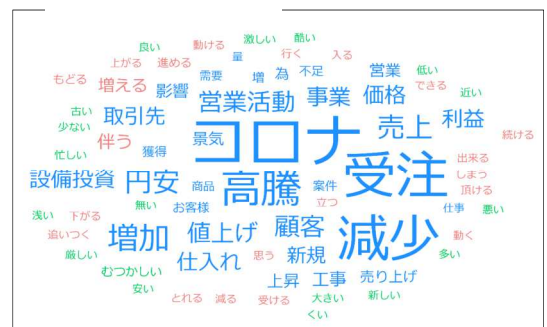 良い 動ける 激しい 酷い
上がる 進める 量 行く 入る
もどる 増える 影響 需要 増 為 不足 営業 低い
できる 近い
古い 取引先 営業活動 事業 価格
少ない 伴う 景気 コロナ 売上 利益
続ける
忙しい 獲得 出来る
設備投資 円安 商品 高騰 案件 受注 しまう
頂ける
浅い 下がる 無い お客様 立つ 仕事 悪い
追いつく 増加 値上げ 顧客 減少 動く
厳しい 仕入れ 思う 新規 多い
むつかしい 上昇 工事 売り上げ
安い とれる 減る 受ける 大きい 新しい
くい